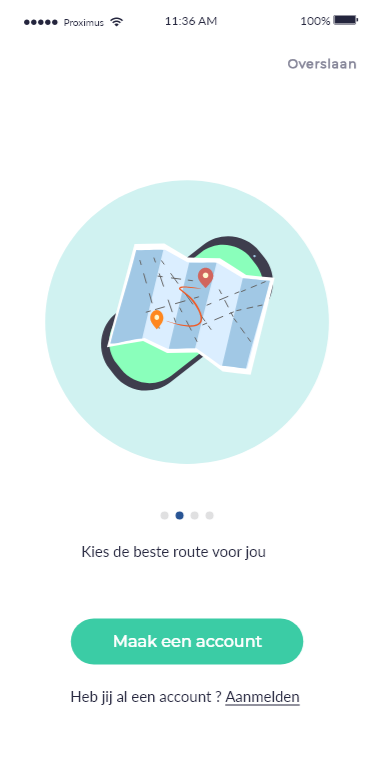 Proximus 11:36 AM 100%
Overslaan
Kies de beste route voor jou
Maak een account
Heb jij al een account ? Aanmelden